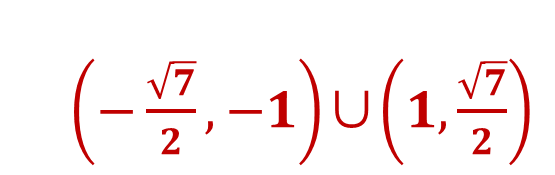 (−√7/2, −1) ∪ (1, √7/2)